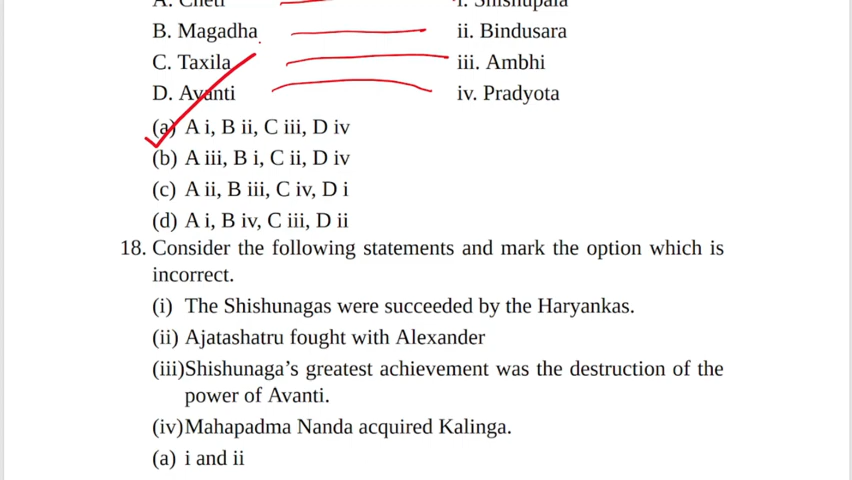 A. Cheti i. Shishupala
B. Magadha ii. Bindusara
C. Taxila iii. Ambhi
D. Avanti iv. Pradyota
(a) A i, B ii, C iii, D iv
(b) A iii, B i, C ii, D iv
(c) A ii, B iii, C iv, D i
(d) A i, B iv, C iii, D ii
18. Consider the following statements and mark the option which is
incorrect.
(i) The Shishunagas were succeeded by the Haryankas.
(ii) Ajatashatru fought with Alexander
(iii)Shishunaga's greatest achievement was the destruction of the
power of Avanti.
(iv)Mahapadma Nanda acquired Kalinga.
(a) i and ii